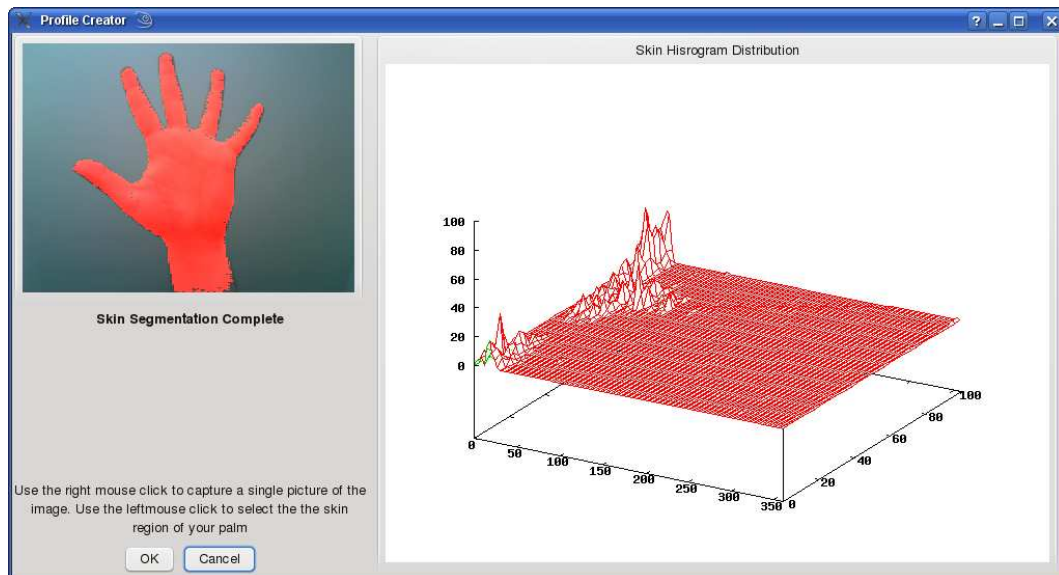 Profile Creator
Skin Hisrogram Distribution
Skin Segmentation Complete
Use the right mouse click to capture a single picture of the
image. Use the leftmouse click to select the the skin
region of your palm
OK Cancel
100
80
60
40
20
0
0 50 100 150 200 250 300 350
0 20 40 60 80 100